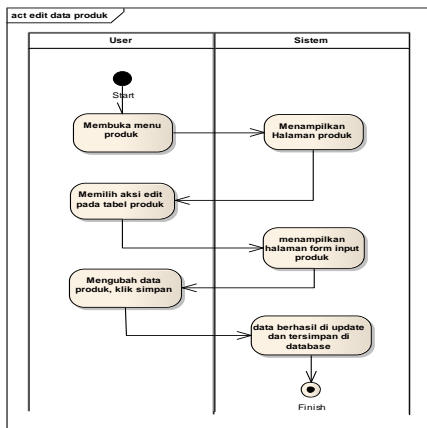 act edit data produk
User
Sistem
Start
Membuka menu
produk
Menampilkan
Halaman produk
Memilih aksi edit
pada tabel produk
menampilkan
halaman form input
produk
Mengubah data
produk, klik simpan
data berhasil di update
dan tersimpan di
database
Finish